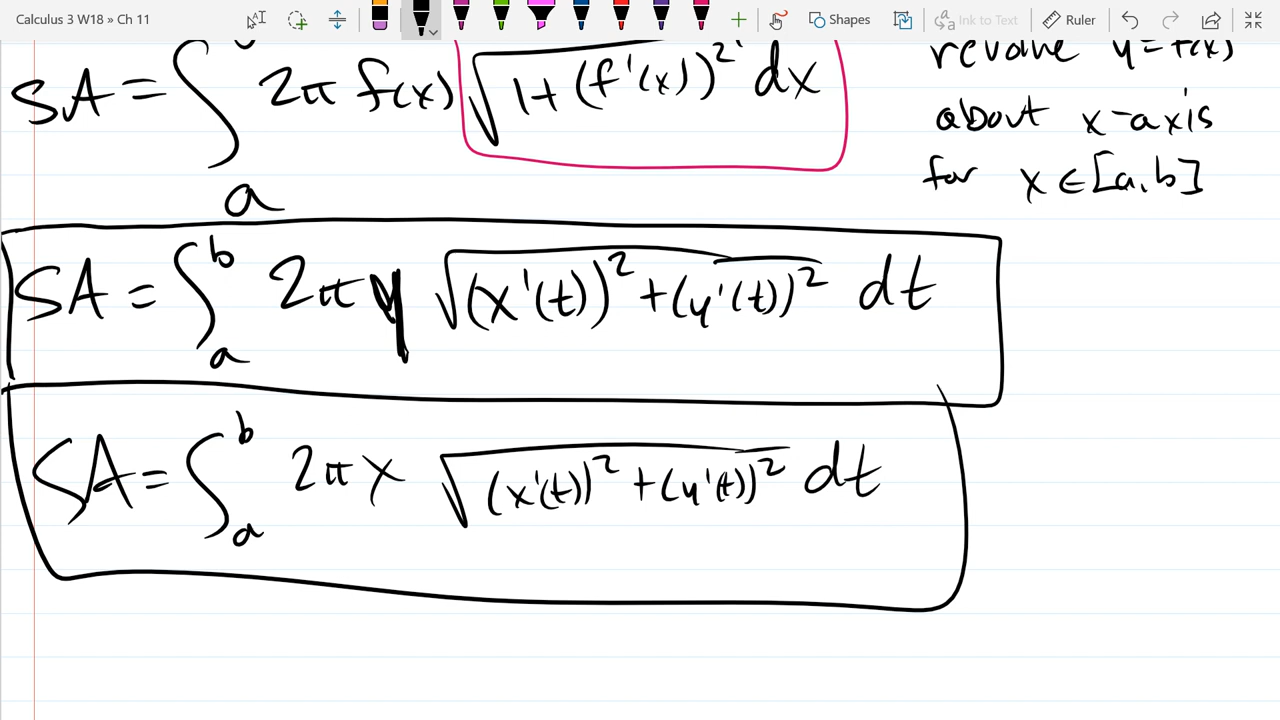 Calculus 3 W18 » Ch 11
Shapes
Link to Text
Ruler
revolve y=f(x)
SA = ∫ₐ 2π f(x) √(1+(f'(x))² dx
about x-axis
for x ∈ [a,b]
SA = ∫ₐᵇ 2π y √((x'(t))² + (y'(t))²) dt
SA = ∫ₐᵇ 2π x √((x'(t))² + (y'(t))²) dt